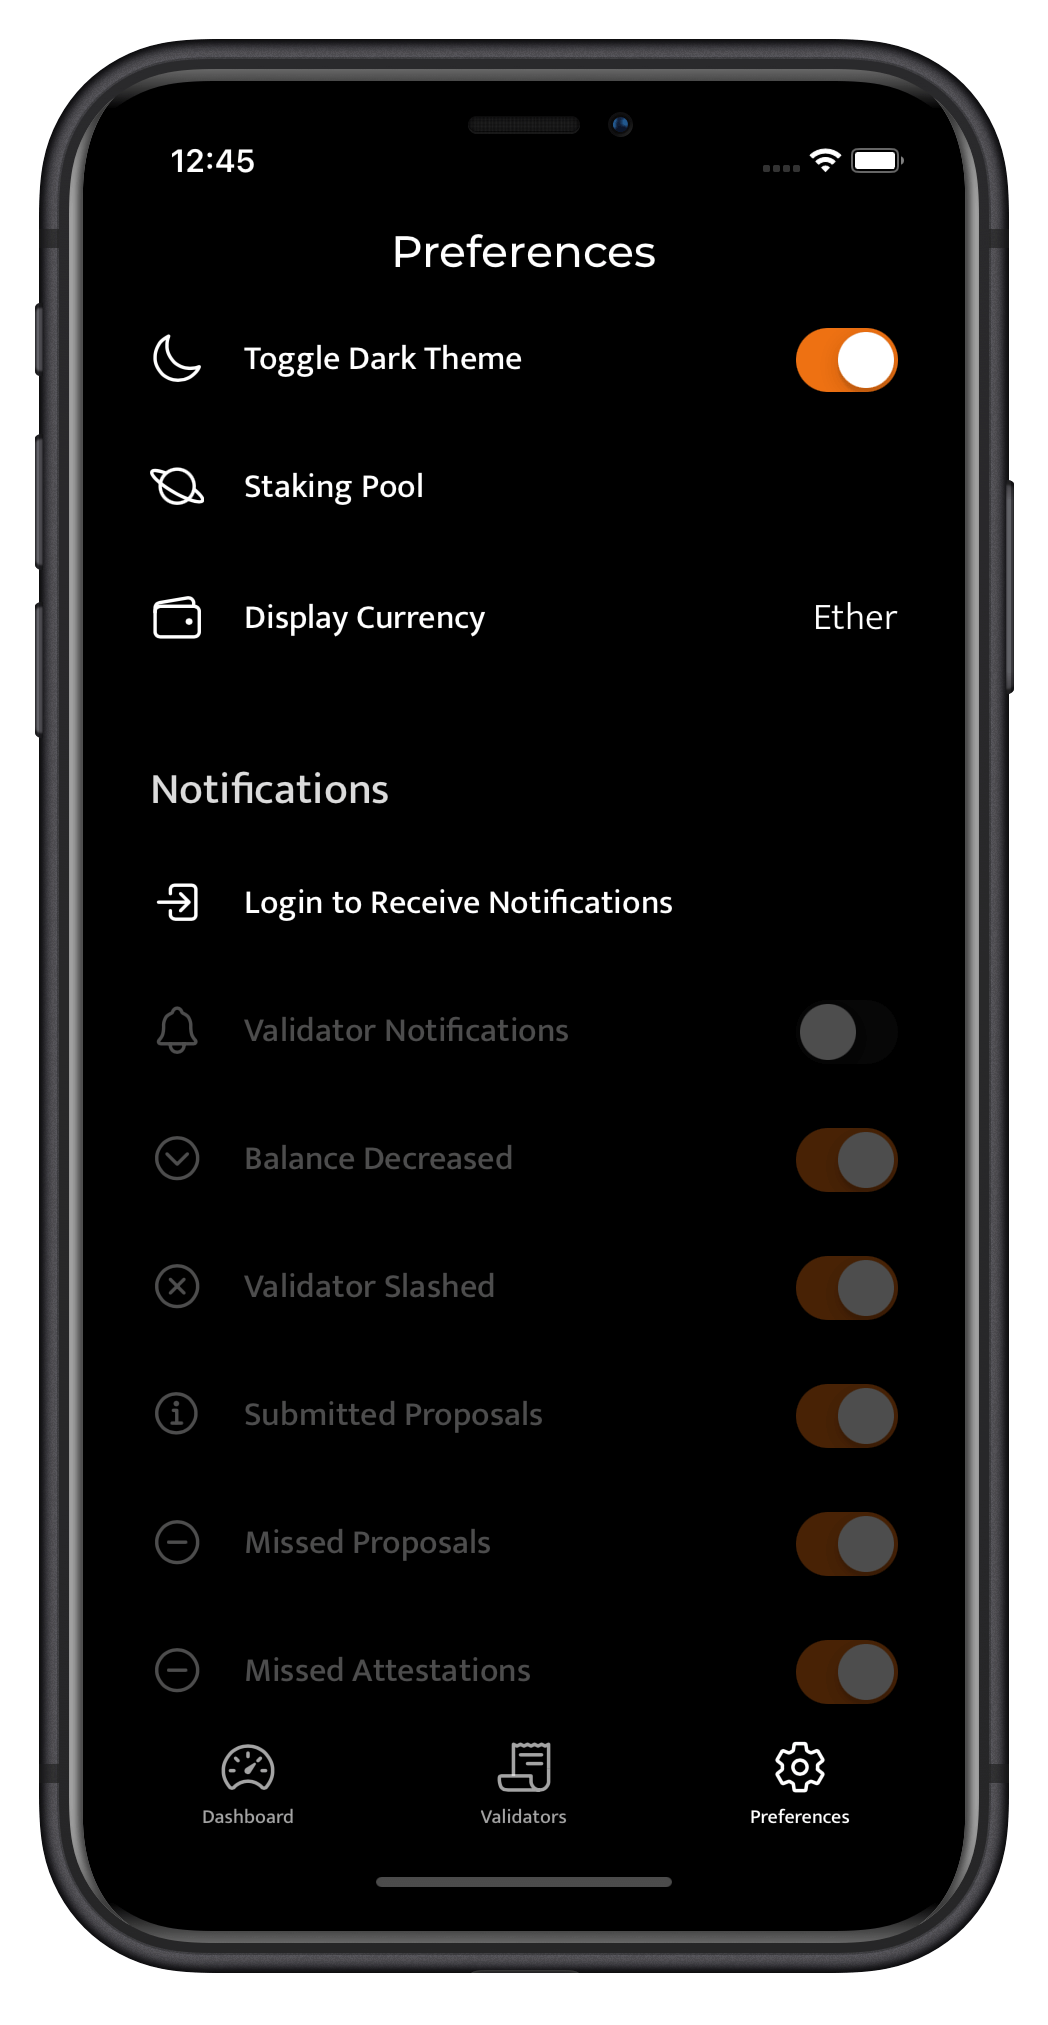 12:45
Preferences
Toggle Dark Theme
Staking Pool
Display Currency Ether
Notifications
Login to Receive Notifications
Validator Notifications
Balance Decreased
Validator Slashed
Submitted Proposals
Missed Proposals
Missed Attestations
Dashboard Validators Preferences